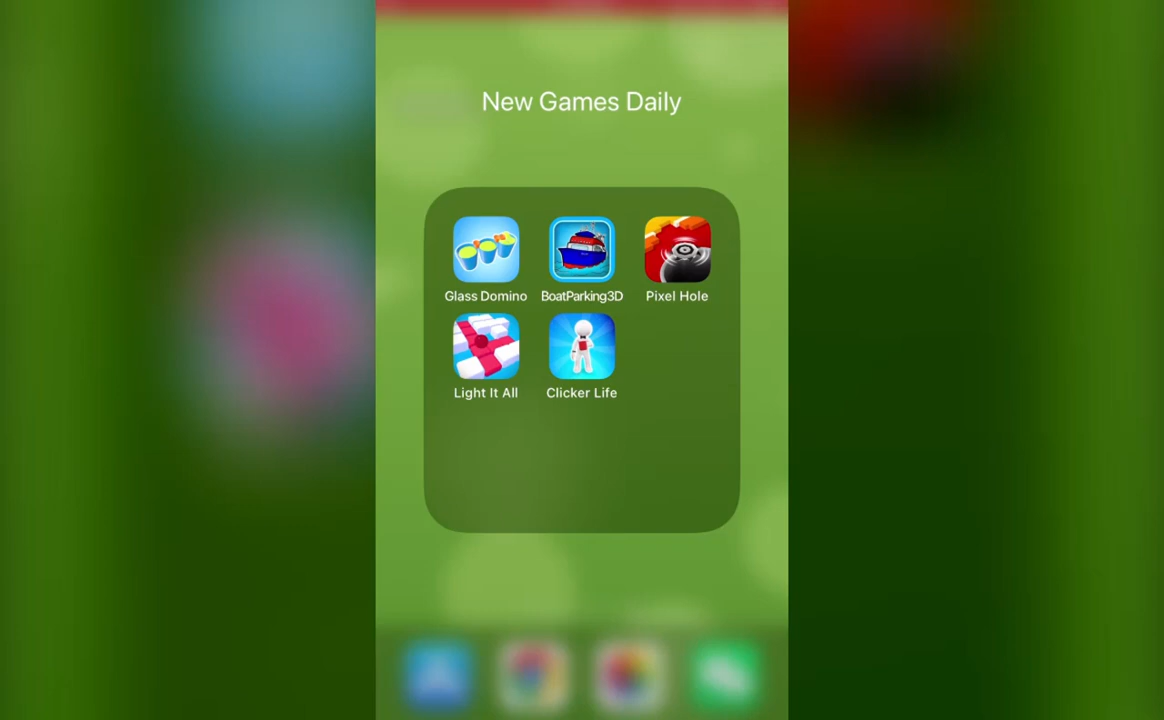 New Games Daily
Glass Domino
BoatParking3D
Pixel Hole
Light It All
Clicker Life